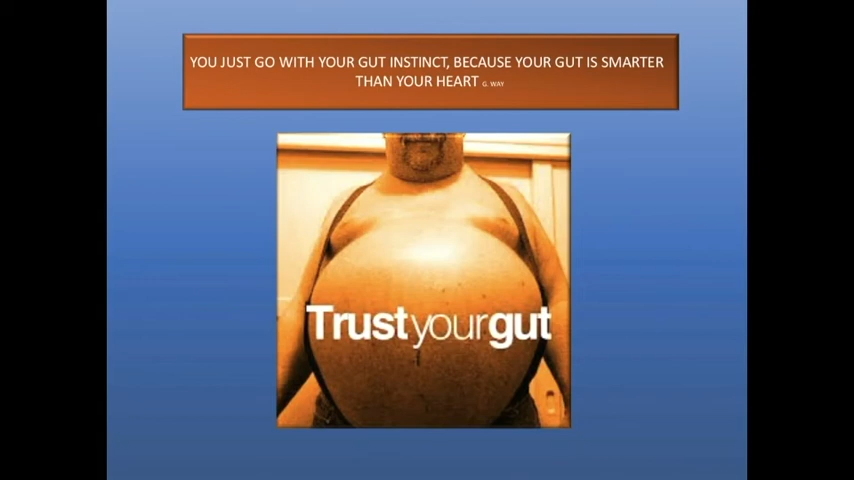 YOU JUST GO WITH YOUR GUT INSTINCT, BECAUSE YOUR GUT IS SMARTER
THAN YOUR HEART G. WAY
Trustyourgut